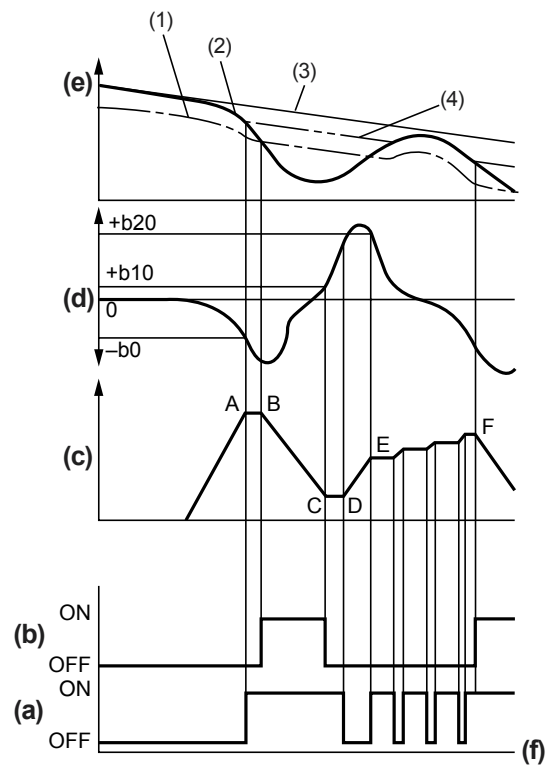 (1)
(2)
(3)
(4)
(e)
+b20
+b10
(d)
0
–b0
A B
F
E
(c)
C D
ON
(b)
OFF
ON
(a)
OFF
(f)